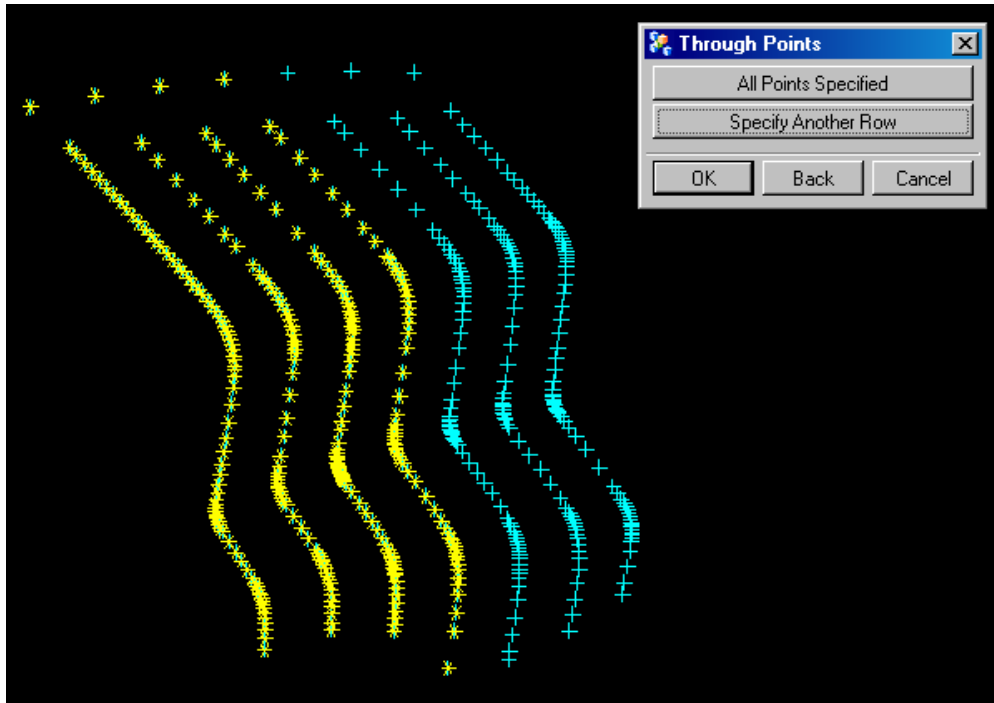 Through Points
All Points Specified
Specify Another Row
OK Back Cancel